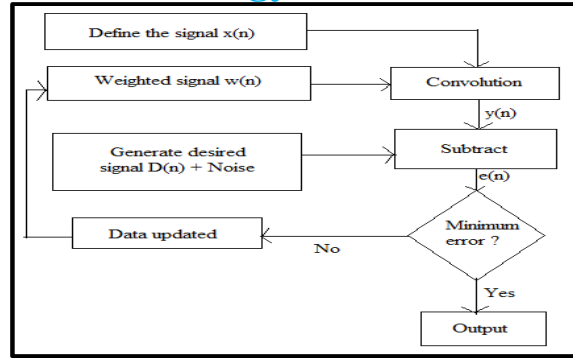 Define the signal x(n)
Weighted signal w(n)
Convolution
y(n)
Generate desired
signal D(n) + Noise
Subtract
e(n)
Minimum
error ?
Data updated
No
Yes
Output